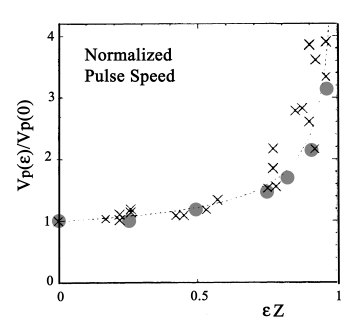 4
Normalized
Pulse Speed
3
Vp(ε)/Vp(0)
2
1
0
0
0.5
1
εZ